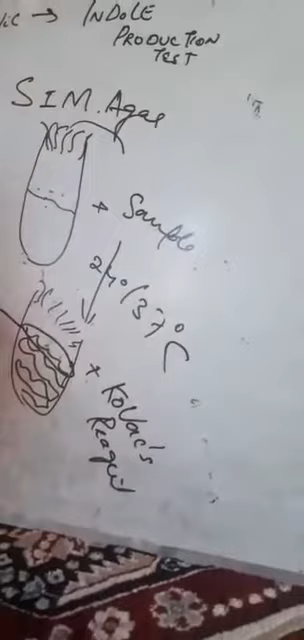 → INDOLE
PRODUCTION
TEST
SIM. Agar
+ Sample
24° (37°C
+ Kovac's
Reagent